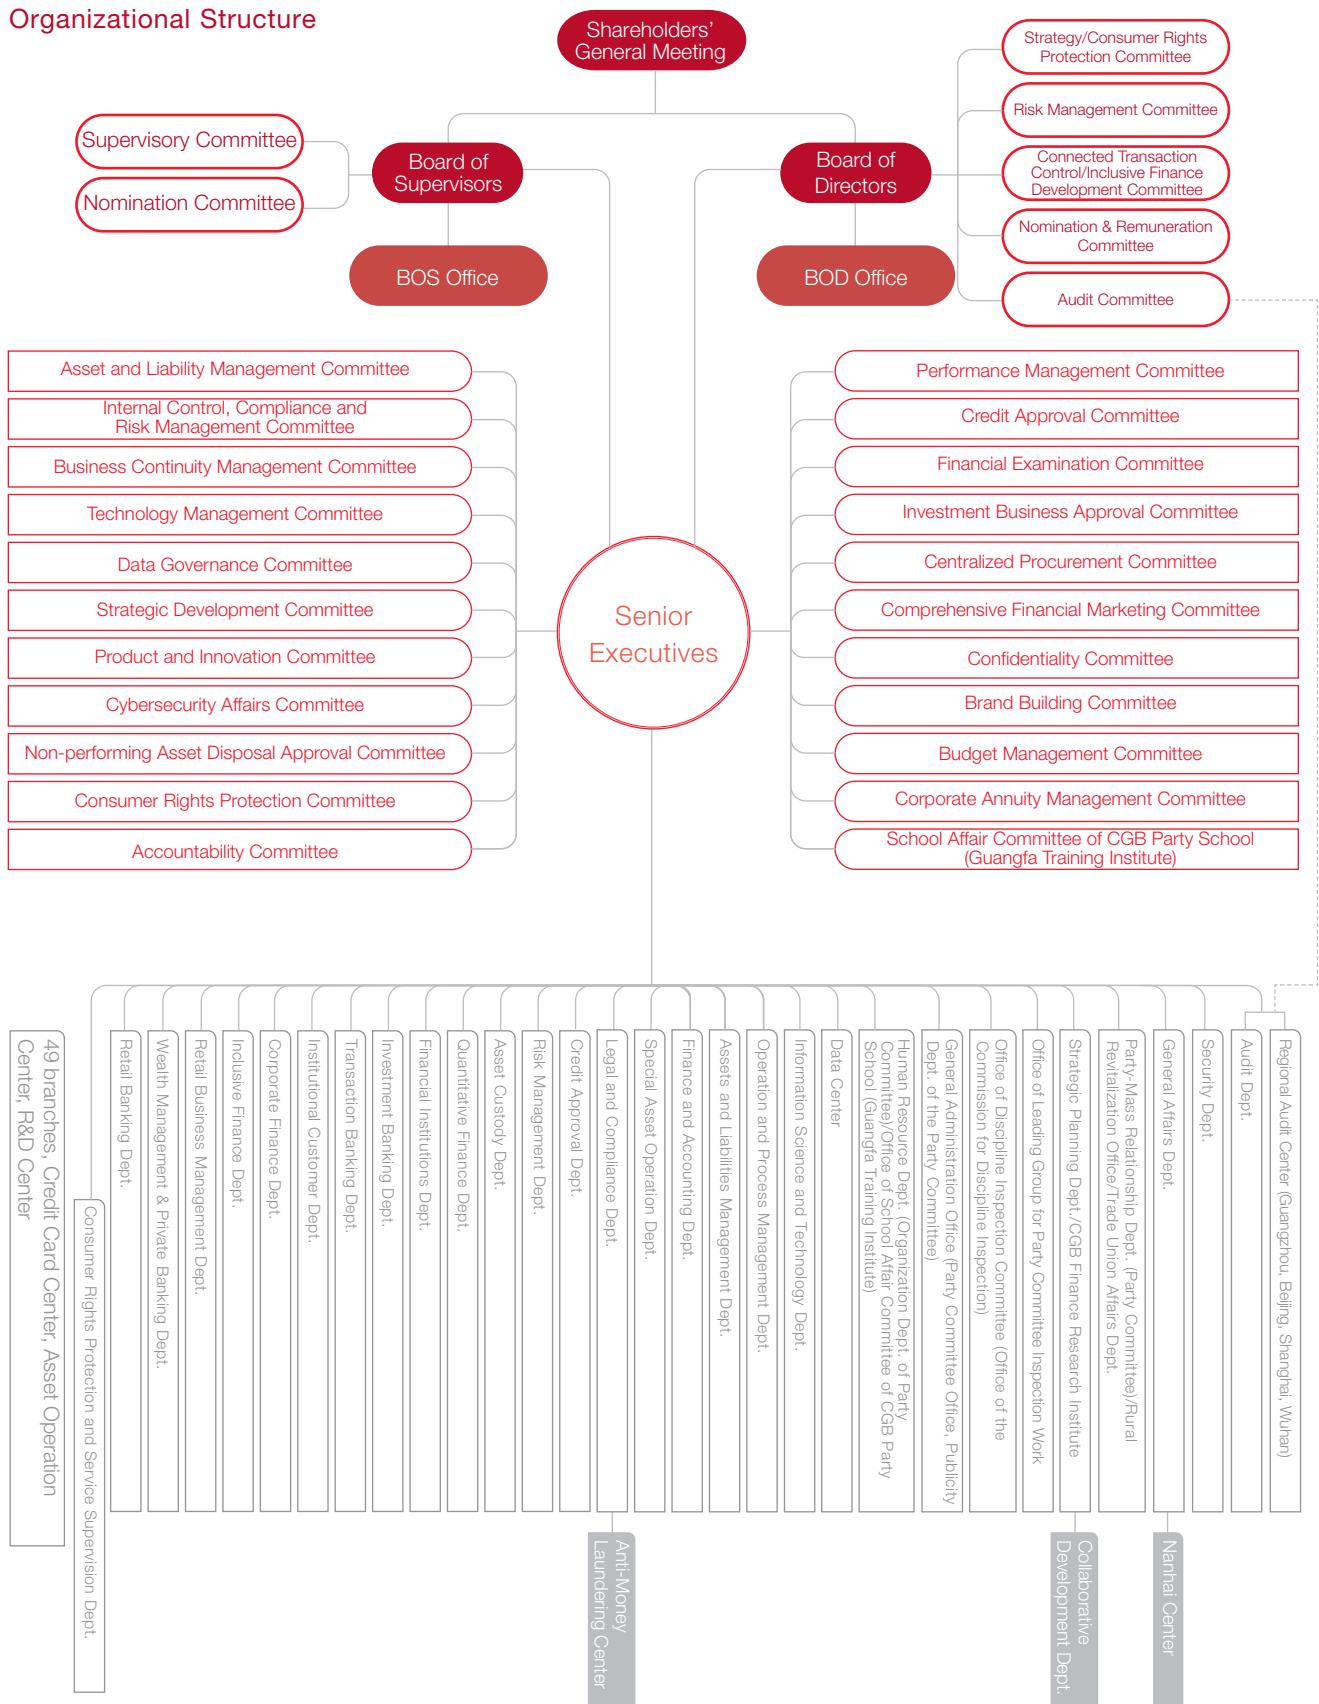 Organizational Structure
Shareholders'
General Meeting
Strategy/Consumer Rights
Protection Committee
Risk Management Committee
Connected Transaction
Control/Inclusive Finance
Development Committee
Nomination & Remuneration
Committee
Audit Committee
Supervisory Committee
Nomination Committee
Board of
Supervisors
Board of
Directors
BOS Office
BOD Office
Asset and Liability Management Committee
Internal Control, Compliance and
Risk Management Committee
Business Continuity Management Committee
Technology Management Committee
Data Governance Committee
Strategic Development Committee
Product and Innovation Committee
Cybersecurity Affairs Committee
Non-performing Asset Disposal Approval Committee
Consumer Rights Protection Committee
Accountability Committee
Senior
Executives
Performance Management Committee
Credit Approval Committee
Financial Examination Committee
Investment Business Approval Committee
Centralized Procurement Committee
Comprehensive Financial Marketing Committee
Confidentiality Committee
Brand Building Committee
Budget Management Committee
Corporate Annuity Management Committee
School Affair Committee of CGB Party School
(Guangfa Training Institute)
49 branches, Credit Card Center, Asset Operation
Center, R&D Center
Consumer Rights Protection and Service Supervision Dept.
Retail Banking Dept.
Wealth Management & Private Banking Dept.
Retail Business Management Dept.
Inclusive Finance Dept.
Corporate Finance Dept.
Institutional Customer Dept.
Transaction Banking Dept.
Investment Banking Dept.
Financial Institutions Dept.
Quantitative Finance Dept.
Asset Custody Dept.
Risk Management Dept.
Credit Approval Dept.
Legal and Compliance Dept.
Special Asset Operation Dept.
Finance and Accounting Dept.
Assets and Liabilities Management Dept.
Operation and Process Management Dept.
Information Science and Technology Dept.
Data Center
Human Resource Dept. (Organization Dept. of Party
Committee)/Office of School Affair Committee of CGB Party
School (Guangfa Training Institute)
General Administration Office (Party Committee Office, Publicity
Dept. of the Party Committee)
Office of Discipline Inspection Committee (Office of the
Commission for Discipline Inspection)
Office of Leading Group for Party Committee Inspection Work
Strategic Planning Dept./CGB Finance Research Institute
Party-Mass Relationship Dept. (Party Committee)/Rural
Revitalization Office/Trade Union Affairs Dept.
General Affairs Dept.
Security Dept.
Audit Dept.
Regional Audit Center (Guangzhou, Beijing, Shanghai, Wuhan)
Anti-Money
Laundering Center
Collaborative
Development Dept.
Nanhai Center